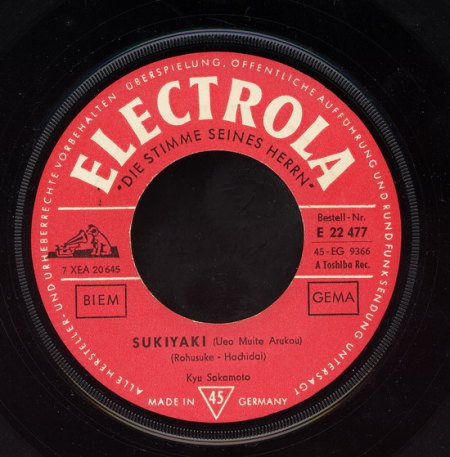 ALLE HERSTELLER- UND URHEBERRECHTE VORBEHALTEN ÜBERSPIELUNG, ÖFFENTLICHE AUFFÜHRUNG UND RUNDFUNKSENDUNG UNTERSAGT
ELECTROLA
"DIE STIMME SEINES HERRN"
Bestell-Nr.
E 22 477
45-EG 9366
A Toshiba Rec.
7 XEA 20 645
BIEM
GEMA
SUKIYAKI (Ueo Muite Arukou)
(Rohusuke - Hachidai)
Kyu Sakamoto
MADE IN 45 GERMANY